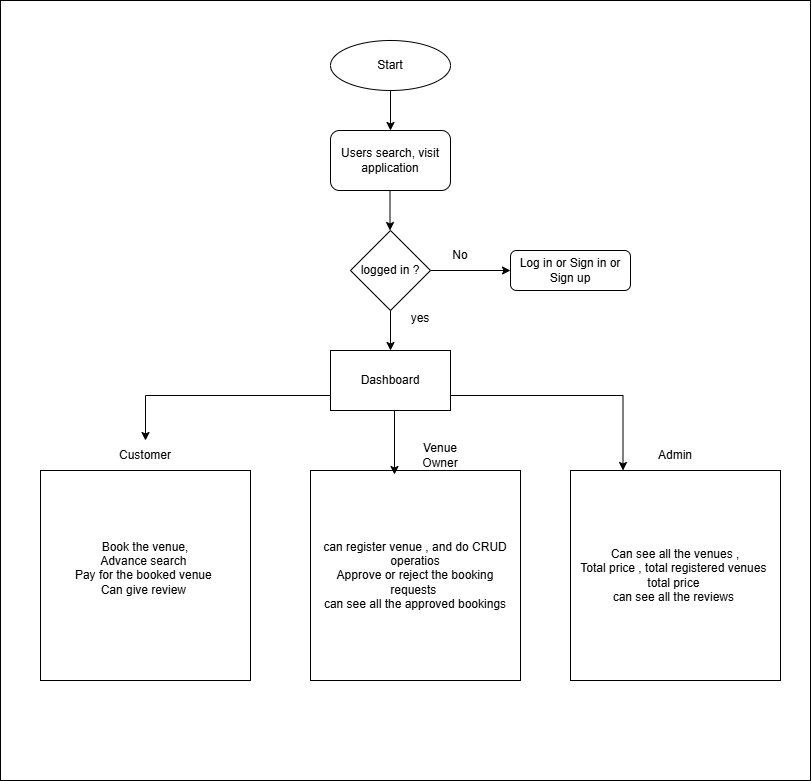 Start
Users search, visit
application
logged in ?
No
Log in or Sign in or
Sign up
yes
Dashboard
Customer
Venue
Owner
Admin
Book the venue,
Advance search
Pay for the booked venue
Can give review
can register venue , and do CRUD
operatios
Approve or reject the booking
requests
can see all the approved bookings
Can see all the venues ,
Total price , total registered venues
total price
can see all the reviews